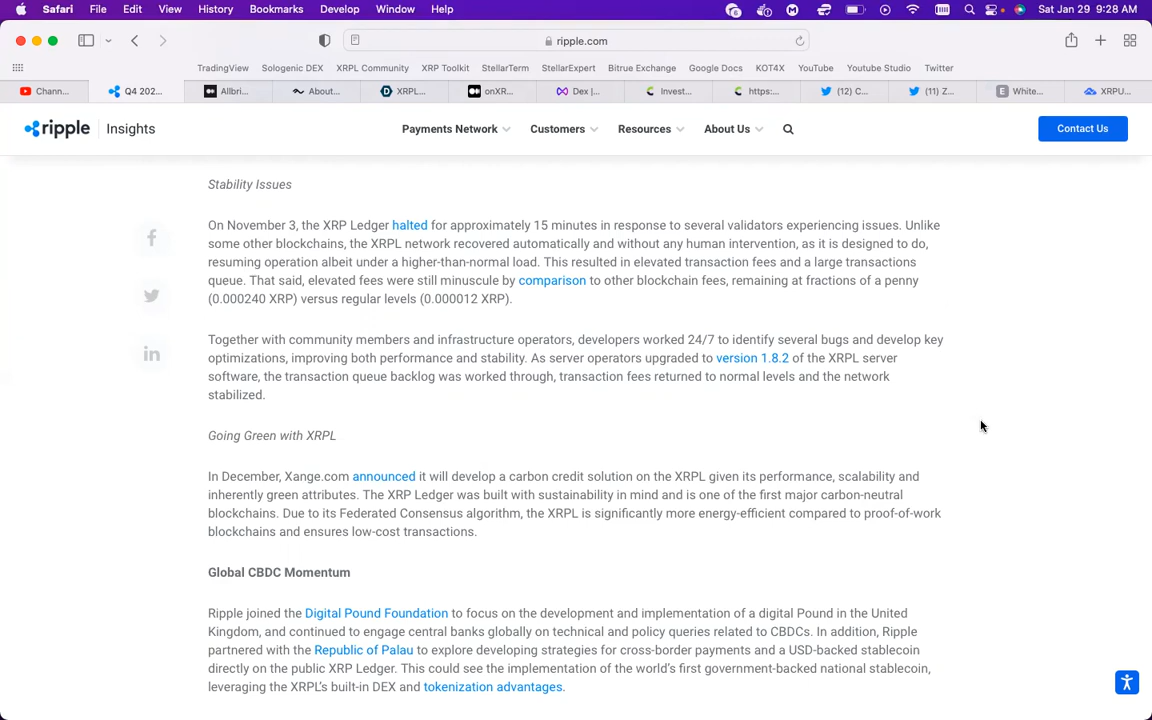 Safari File Edit View History Bookmarks Develop Window Help Sat Jan 29 9:28 AM
ripple.com
TradingView Sologenic DEX XRPL Community XRP Toolkit StellarTerm StellarExpert Bitrue Exchange Google Docs KOT4X YouTube Youtube Studio Twitter
Chann... Q4 202... Allbri... About... XRPL... onXR... Dex |... Invest... https:... (12) C... (11) Z... White... XRPU...
ripple Insights Payments Network Customers Resources About Us Contact Us
Stability Issues
On November 3, the XRP Ledger halted for approximately 15 minutes in response to several validators experiencing issues. Unlike
some other blockchains, the XRPL network recovered automatically and without any human intervention, as it is designed to do,
resuming operation albeit under a higher-than-normal load. This resulted in elevated transaction fees and a large transactions
queue. That said, elevated fees were still minuscule by comparison to other blockchain fees, remaining at fractions of a penny
(0.000240 XRP) versus regular levels (0.000012 XRP).
Together with community members and infrastructure operators, developers worked 24/7 to identify several bugs and develop key
optimizations, improving both performance and stability. As server operators upgraded to version 1.8.2 of the XRPL server
software, the transaction queue backlog was worked through, transaction fees returned to normal levels and the network
stabilized.
Going Green with XRPL
In December, Xange.com announced it will develop a carbon credit solution on the XRPL given its performance, scalability and
inherently green attributes. The XRP Ledger was built with sustainability in mind and is one of the first major carbon-neutral
blockchains. Due to its Federated Consensus algorithm, the XRPL is significantly more energy-efficient compared to proof-of-work
blockchains and ensures low-cost transactions.
Global CBDC Momentum
Ripple joined the Digital Pound Foundation to focus on the development and implementation of a digital Pound in the United
Kingdom, and continued to engage central banks globally on technical and policy queries related to CBDCs. In addition, Ripple
partnered with the Republic of Palau to explore developing strategies for cross-border payments and a USD-backed stablecoin
directly on the public XRP Ledger. This could see the implementation of the world's first government-backed national stablecoin,
leveraging the XRPL's built-in DEX and tokenization advantages.